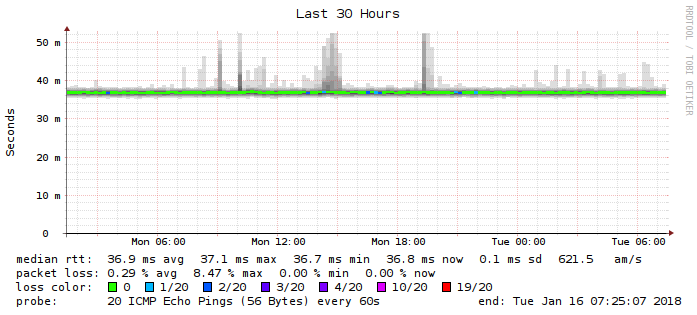 Last 30 Hours
RRDTOOL / TOBI OETIKER
Seconds
50 m
40 m
30 m
20 m
10 m
0
Mon 06:00 Mon 12:00 Mon 18:00 Tue 00:00 Tue 06:00
median rtt: 36.9 ms avg 37.1 ms max 36.7 ms min 36.8 ms now 0.1 ms sd 621.5 am/s
packet loss: 0.29 % avg 8.47 % max 0.00 % min 0.00 % now
loss color: 0 1/20 2/20 3/20 4/20 10/20 19/20
probe: 20 ICMP Echo Pings (56 Bytes) every 60s end: Tue Jan 16 07:25:07 2018